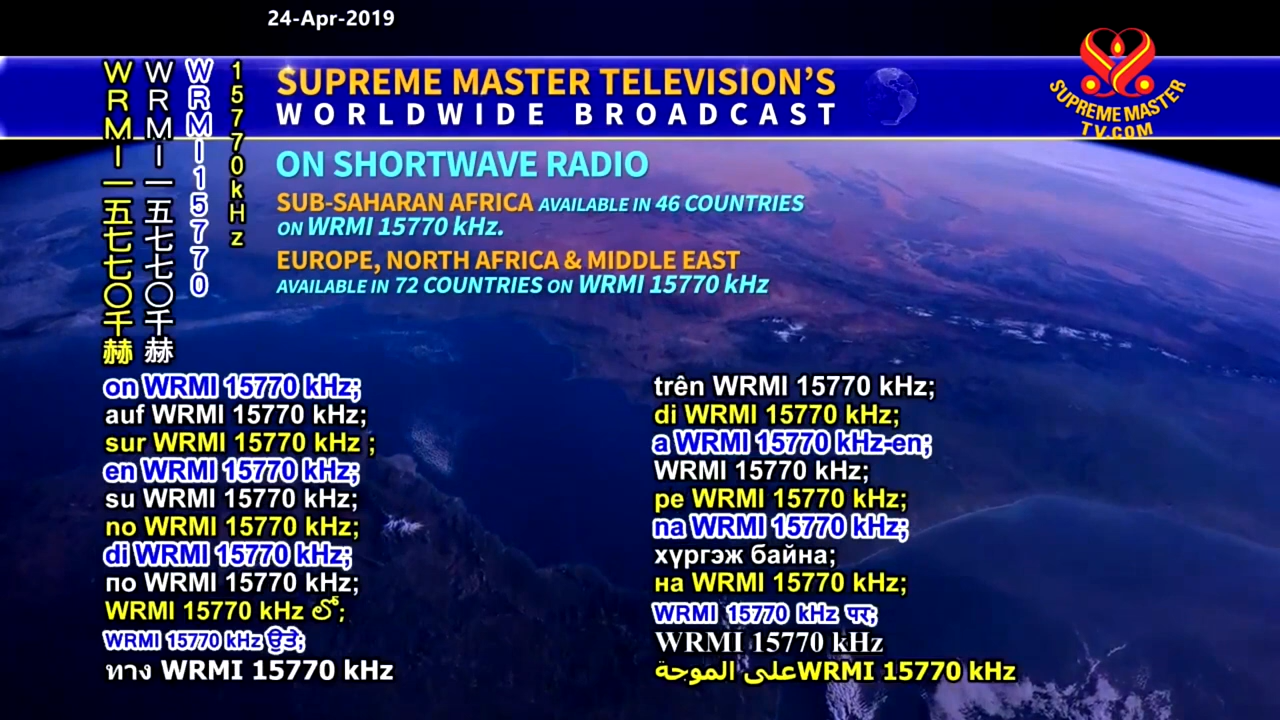 24-Apr-2019
WRMI一五七七〇千赫
WRMI一五七七〇千赫
WRMI15770
15770kHz
SUPREME MASTER TELEVISION’S
WORLDWIDE BROADCAST
SUPREME MASTER
TV.COM
ON SHORTWAVE RADIO
SUB-SAHARAN AFRICA AVAILABLE IN 46 COUNTRIES
ON WRMI 15770 kHz.
EUROPE, NORTH AFRICA & MIDDLE EAST
AVAILABLE IN 72 COUNTRIES ON WRMI 15770 kHz
on WRMI 15770 kHz;
auf WRMI 15770 kHz;
sur WRMI 15770 kHz ;
en WRMI 15770 kHz;
su WRMI 15770 kHz;
no WRMI 15770 kHz;
di WRMI 15770 kHz;
по WRMI 15770 kHz;
WRMI 15770 kHz లో;
WRMI 15770 kHz ਉਤੇ;
ทาง WRMI 15770 kHz
trên WRMI 15770 kHz;
di WRMI 15770 kHz;
a WRMI 15770 kHz-en;
WRMI 15770 kHz;
pe WRMI 15770 kHz;
na WRMI 15770 kHz;
хүргэж байна;
на WRMI 15770 kHz;
WRMI 15770 kHz पर;
WRMI 15770 kHz
على الموجةWRMI 15770 kHz